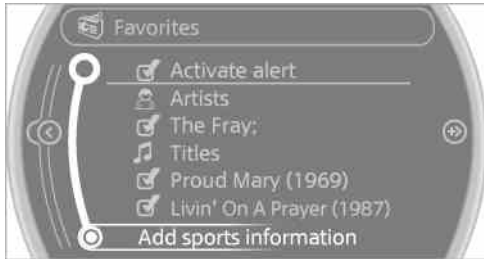 Favorites
Activate alert
Artists
The Fray;
Titles
Proud Mary (1969)
Livin' On A Prayer (1987)
Add sports information